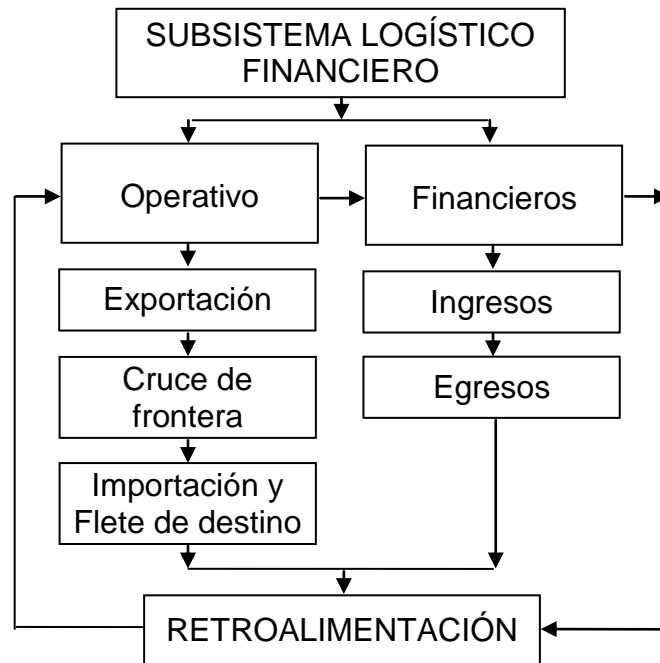 SUBSISTEMA LOGÍSTICO
FINANCIERO
Operativo
Financieros
Exportación
Ingresos
Cruce de
frontera
Egresos
Importación y
Flete de destino
RETROALIMENTACIÓN